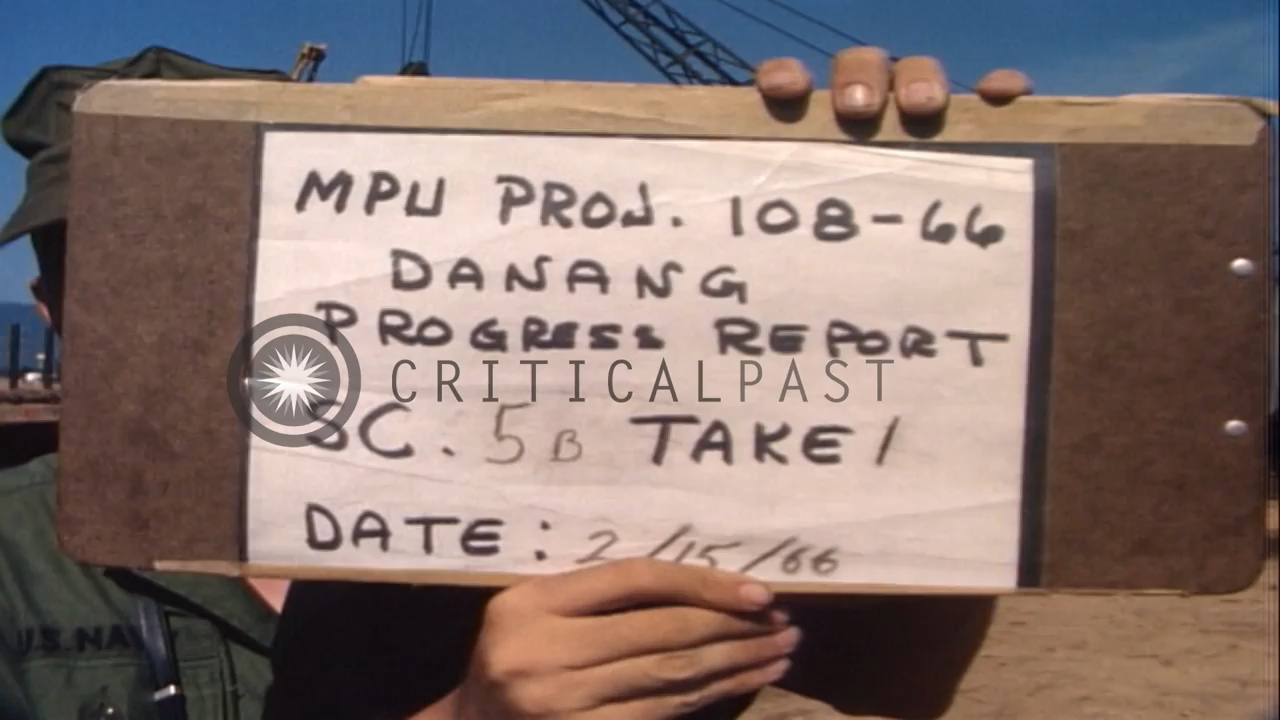 MPU PROJ. 108-66
DANANG
PROGRESS REPORT
CRITICALPAST
SC. 5B TAKE 1
DATE: 2/15/66
U.S. NAVY